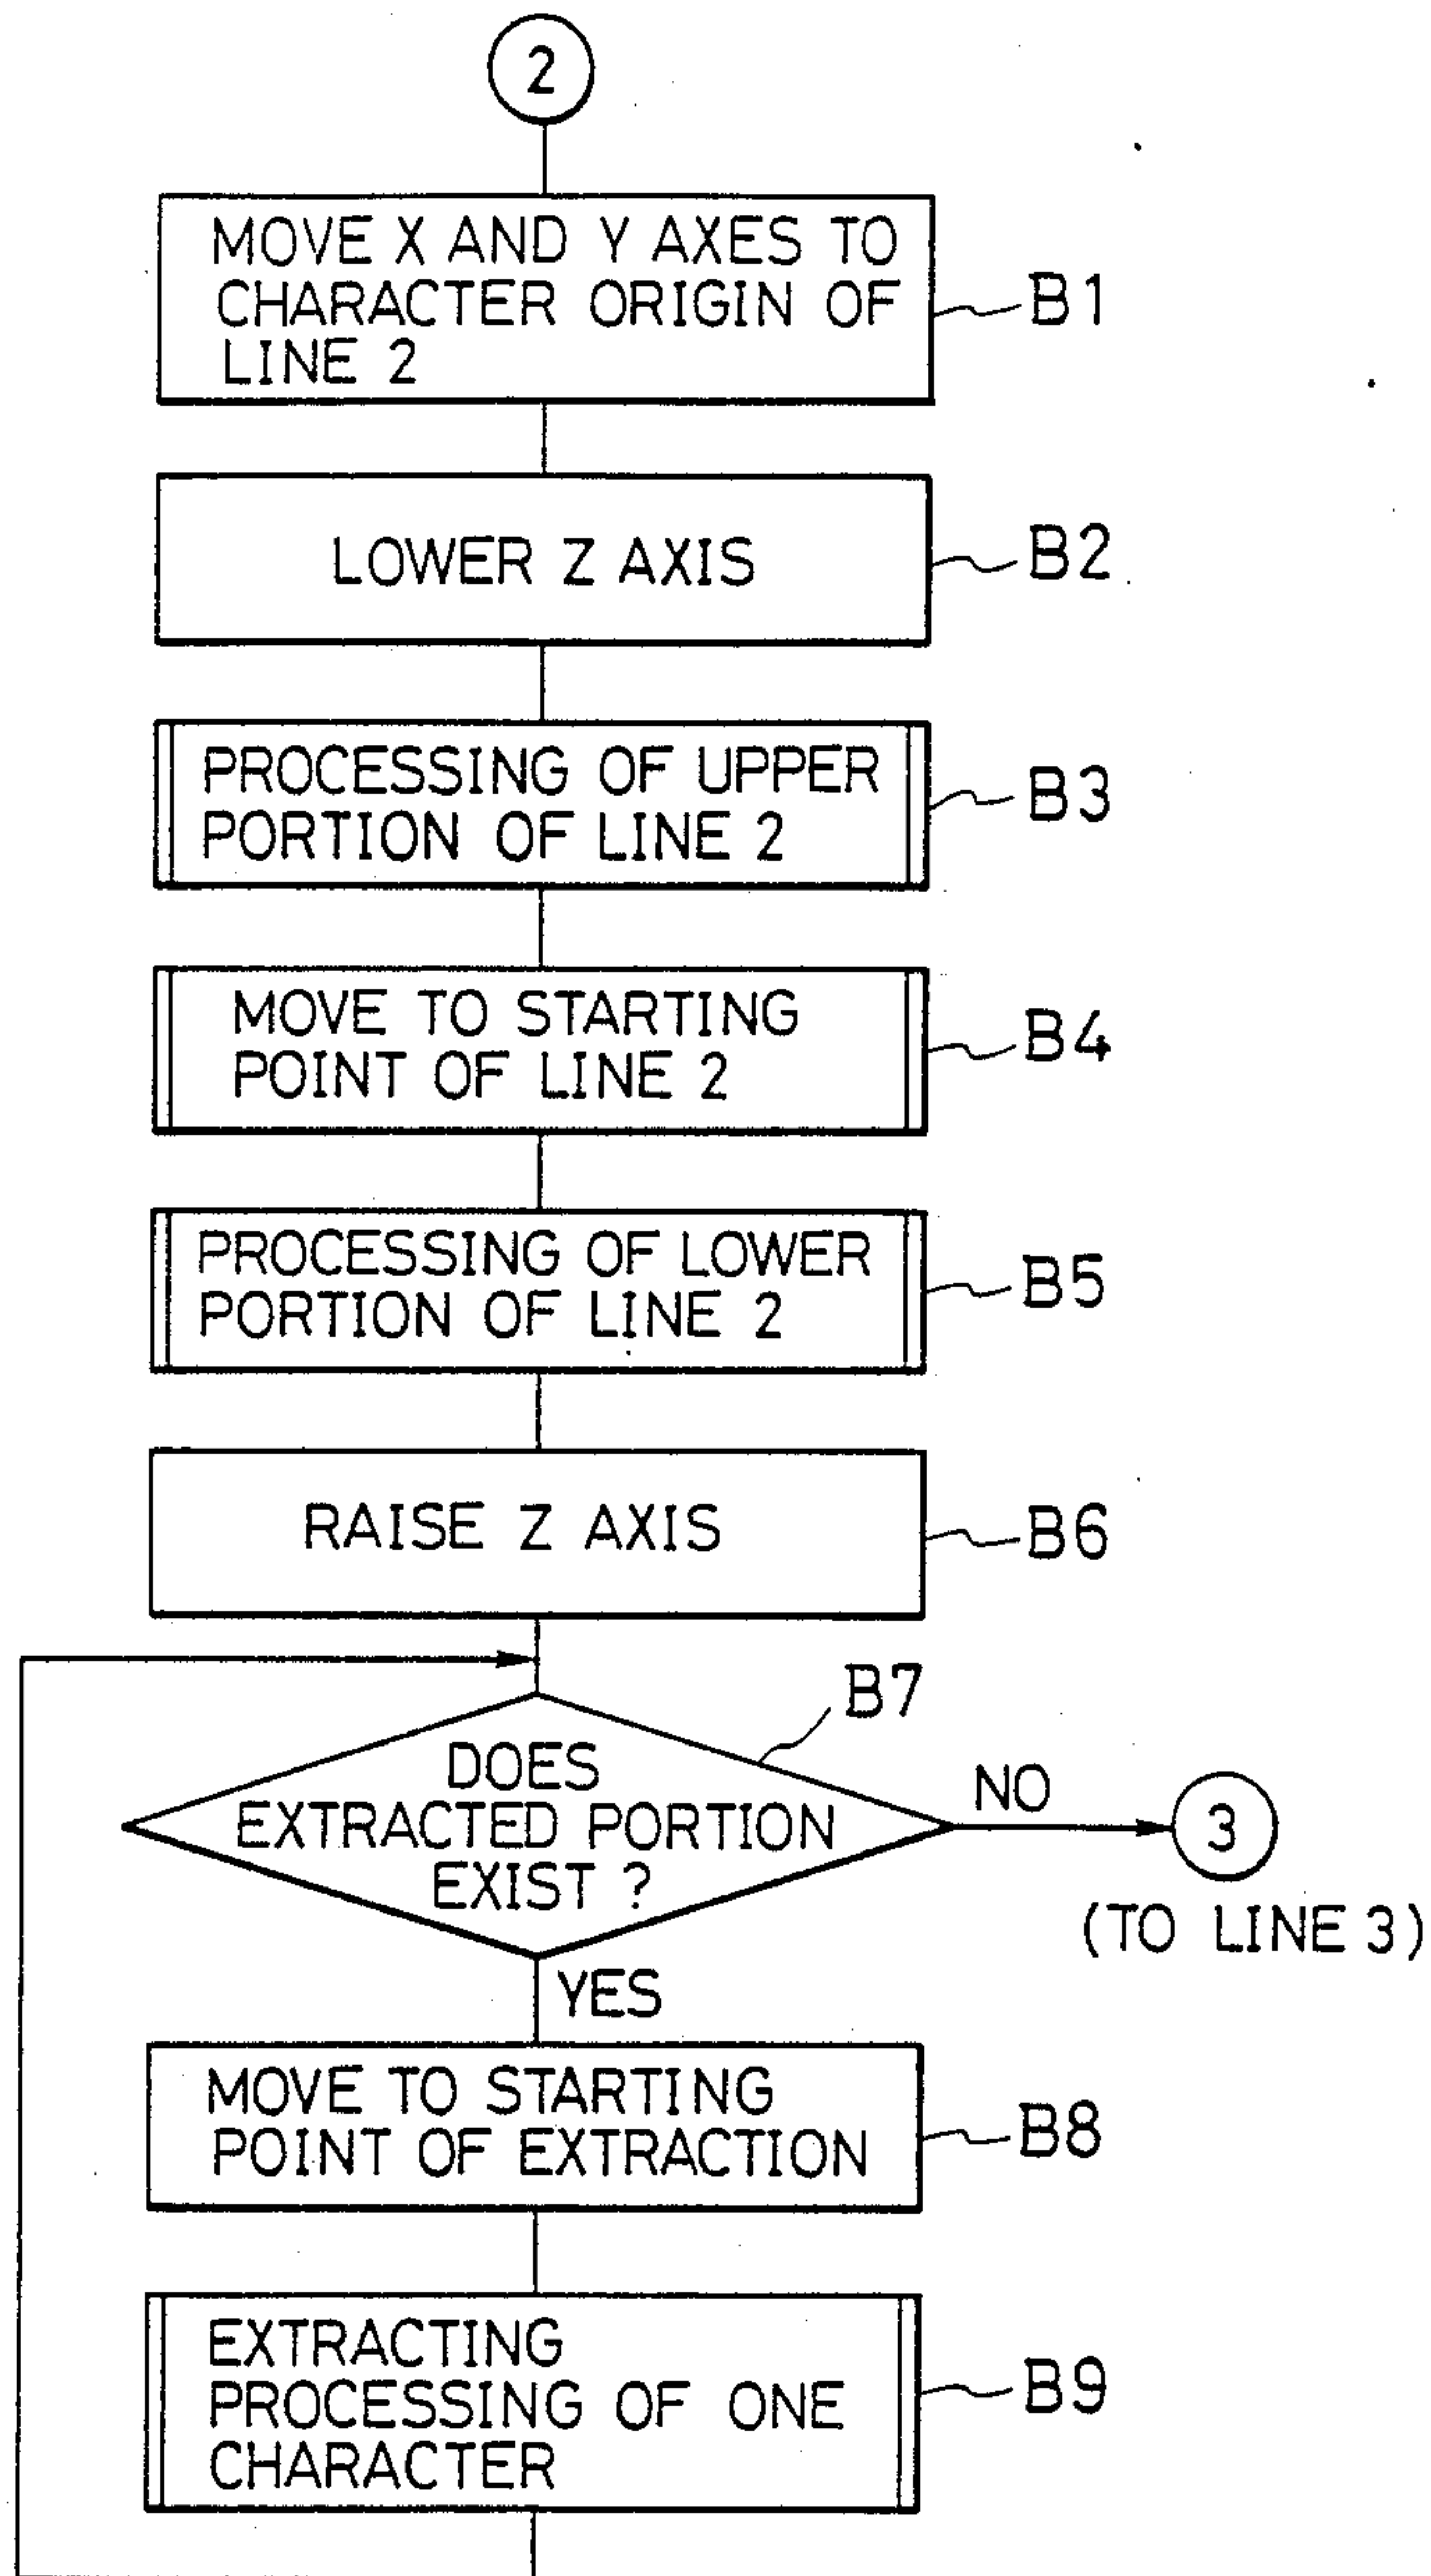 2
MOVE X AND Y AXES TO
CHARACTER ORIGIN OF
LINE 2
B1
LOWER Z AXIS
B2
PROCESSING OF UPPER
PORTION OF LINE 2
B3
MOVE TO STARTING
POINT OF LINE 2
B4
PROCESSING OF LOWER
PORTION OF LINE 2
B5
RAISE Z AXIS
B6
B7
DOES
EXTRACTED PORTION
EXIST ?
NO
3
(TO LINE 3)
YES
MOVE TO STARTING
POINT OF EXTRACTION
B8
EXTRACTING
PROCESSING OF ONE
CHARACTER
B9